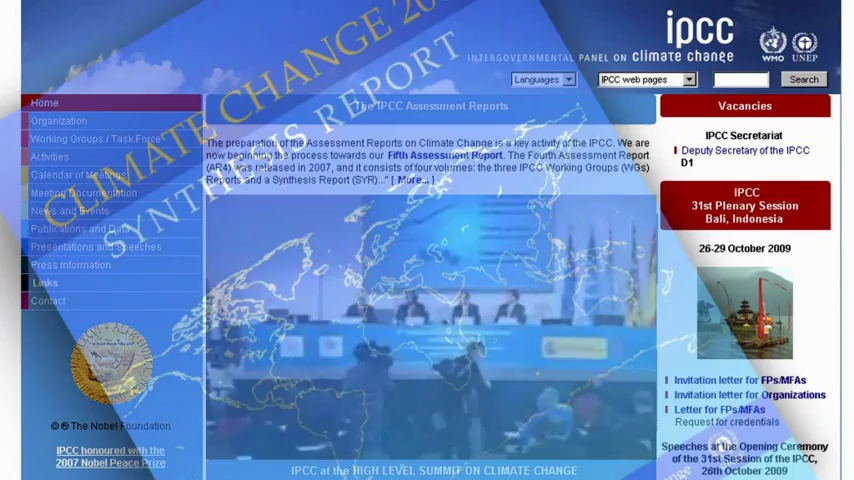 CLIMATE CHANGE 20
SYNTHESIS REPORT
ipcc
INTERGOVERNMENTAL PANEL ON climate change
WMO UNEP
Languages
IPCC web pages
Search
Home
Organization
Working Groups / Task Force
Activities
Calendar of Meetings
Meeting Documentation
News and Events
Publications and Data
Presentations and Speeches
Press Information
Links
Contact
© ® The Nobel Foundation
IPCC honoured with the
2007 Nobel Peace Prize
The IPCC Assessment Reports
The preparation of the Assessment Reports on Climate Change is a key activity of the IPCC. We are
now beginning the process towards our Fifth Assessment Report. The Fourth Assessment Report
(AR4) was released in 2007, and it consists of four volumes: the three IPCC Working Groups (WGs)
Reports and a Synthesis Report (SYR)..." [ More... ]
IPCC at the HIGH LEVEL SUMMIT ON CLIMATE CHANGE
Vacancies
IPCC Secretariat
Deputy Secretary of the IPCC
D1
IPCC
31st Plenary Session
Bali, Indonesia
26-29 October 2009
Invitation letter for FPs/MFAs
Invitation letter for Organizations
Letter for FPs/MFAs
Request for credentials
Speeches at the Opening Ceremony
of the 31st Session of the IPCC,
26th October 2009